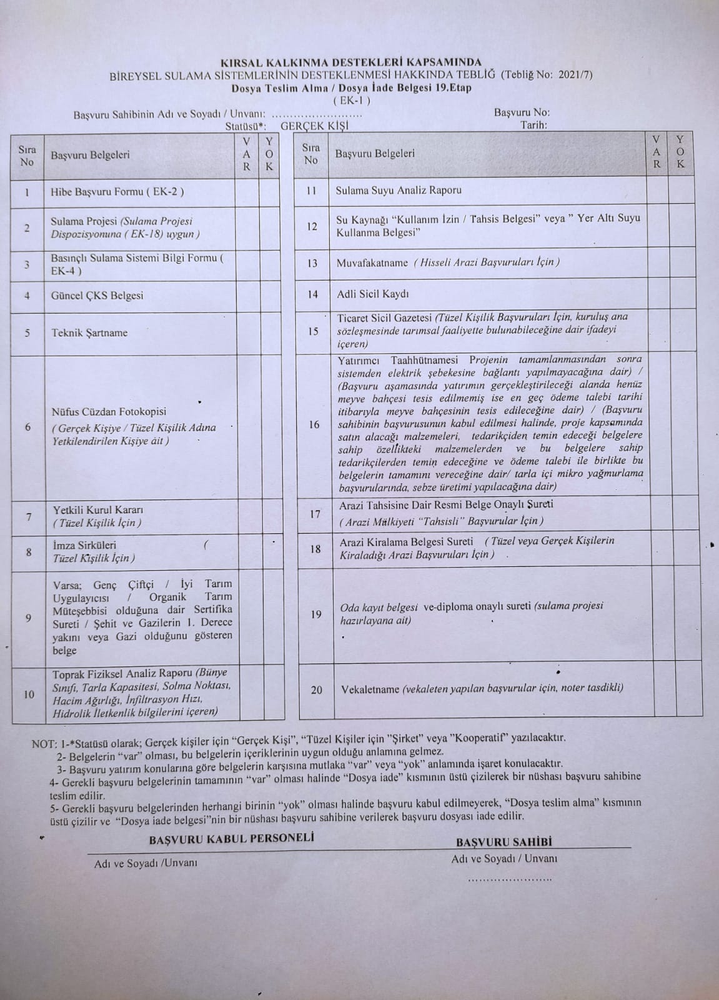 KIRSAL KALKINMA DESTEKLERİ KAPSAMINDA
BİREYSEL SULAMA SİSTEMLERİNİN DESTEKLENMESİ HAKKINDA TEBLİĞ (Tebliğ No: 2021/7)
Dosya Teslim Alma / Dosya İade Belgesi 19.Etap
( EK-1 )
Başvuru Sahibinin Adı ve Soyadı / Unvanı: ..........................
Başvuru No:
Statüsü*: GERÇEK KİŞİ
Tarih:
Sıra No
Başvuru Belgeleri
VAR
YOK
1
Hibe Başvuru Formu ( EK-2 )
2
Sulama Projesi (Sulama Projesi
Dispozisyonuna ( EK-18) uygun )
3
Basınçlı Sulama Sistemi Bilgi Formu (
EK-4 )
4
Güncel ÇKS Belgesi
5
Teknik Şartname
6
Nüfus Cüzdan Fotokopisi
( Gerçek Kişiye / Tüzel Kişilik Adına
Yetkilendirilen Kişiye ait )
7
Yetkili Kurul Kararı
( Tüzel Kişilik İçin )
8
İmza Sirküleri (
Tüzel Kişilik İçin )
9
Varsa; Genç Çiftçi / İyi Tarım
Uygulayıcısı / Organik Tarım
Müteşebbisi olduğuna dair Sertifika
Sureti / Şehit ve Gazilerin 1. Derece
yakını veya Gazi olduğunu gösteren
belge
10
Toprak Fiziksel Analiz Raporu (Bünye
Sınıfı, Tarla Kapasitesi, Solma Noktası,
Hacim Ağırlığı, İnfiltrasyon Hızı,
Hidrolik İletkenlik bilgilerini içeren)
Sıra No
Başvuru Belgeleri
VAR
YOK
11
Sulama Suyu Analiz Raporu
12
Su Kaynağı “Kullanım İzin / Tahsis Belgesi” veya ” Yer Altı Suyu
Kullanma Belgesi”
13
Muvafakatname ( Hisseli Arazi Başvuruları İçin )
14
Adli Sicil Kaydı
15
Ticaret Sicil Gazetesi (Tüzel Kişilik Başvuruları İçin, kuruluş ana
sözleşmesinde tarımsal faaliyette bulunabileceğine dair ifadeyi
içeren)
16
Yatırımcı Taahhütnamesi Projenin tamamlanmasından sonra
sistemden elektrik şebekesine bağlantı yapılmayacağına dair) /
(Başvuru aşamasında yatırımın gerçekleştirileceği alanda henüz
meyve bahçesi tesis edilmemiş ise en geç ödeme talebi tarihi
itibarıyla meyve bahçesinin tesis edileceğine dair) / (Başvuru
sahibinin başvurusunun kabul edilmesi halinde, proje kapsamında
satın alacağı malzemeleri, tedarikçiden temin edeceği belgelere
sahip özellikteki malzemelerden ve bu belgelere sahip
tedarikçilerden temin edeceğine ve ödeme talebi ile birlikte bu
belgelerin tamamını vereceğine dair/ tarla içi mikro yağmurlama
başvurularında, sebze üretimi yapılacağına dair)
17
Arazi Tahsisine Dair Resmi Belge Onaylı Sureti
( Arazi Mülkiyeti “Tahsisli” Başvurular İçin )
18
Arazi Kiralama Belgesi Sureti ( Tüzel veya Gerçek Kişilerin
Kiraladığı Arazi Başvuruları İçin )
19
Oda kayıt belgesi ve-diploma onaylı sureti (sulama projesi
hazırlayana ait)
20
Vekaletname (vekaleten yapılan başvurular için, noter tasdikli)
NOT: 1-*Statüsü olarak; Gerçek kişiler için “Gerçek Kişi”, “Tüzel Kişiler için ”Şirket” veya ”Kooperatif” yazılacaktır.
2- Belgelerin “var” olması, bu belgelerin içeriklerinin uygun olduğu anlamına gelmez.
3- Başvuru yatırım konularına göre belgelerin karşısına mutlaka “var” veya “yok” anlamında işaret konulacaktır.
4- Gerekli başvuru belgelerinin tamamının “var” olması halinde “Dosya iade” kısmının üstü çizilerek bir nüshası başvuru sahibine
teslim edilir.
5- Gerekli başvuru belgelerinden herhangi birinin “yok” olması halinde başvuru kabul edilmeyerek, “Dosya teslim alma” kısmının
üstü çizilir ve “Dosya iade belgesi”nin bir nüshası başvuru sahibine verilerek başvuru dosyası iade edilir.
BAŞVURU KABUL PERSONELİ
BAŞVURU SAHİBİ
Adı ve Soyadı /Unvanı
Adı ve Soyadı / Unvanı
........................